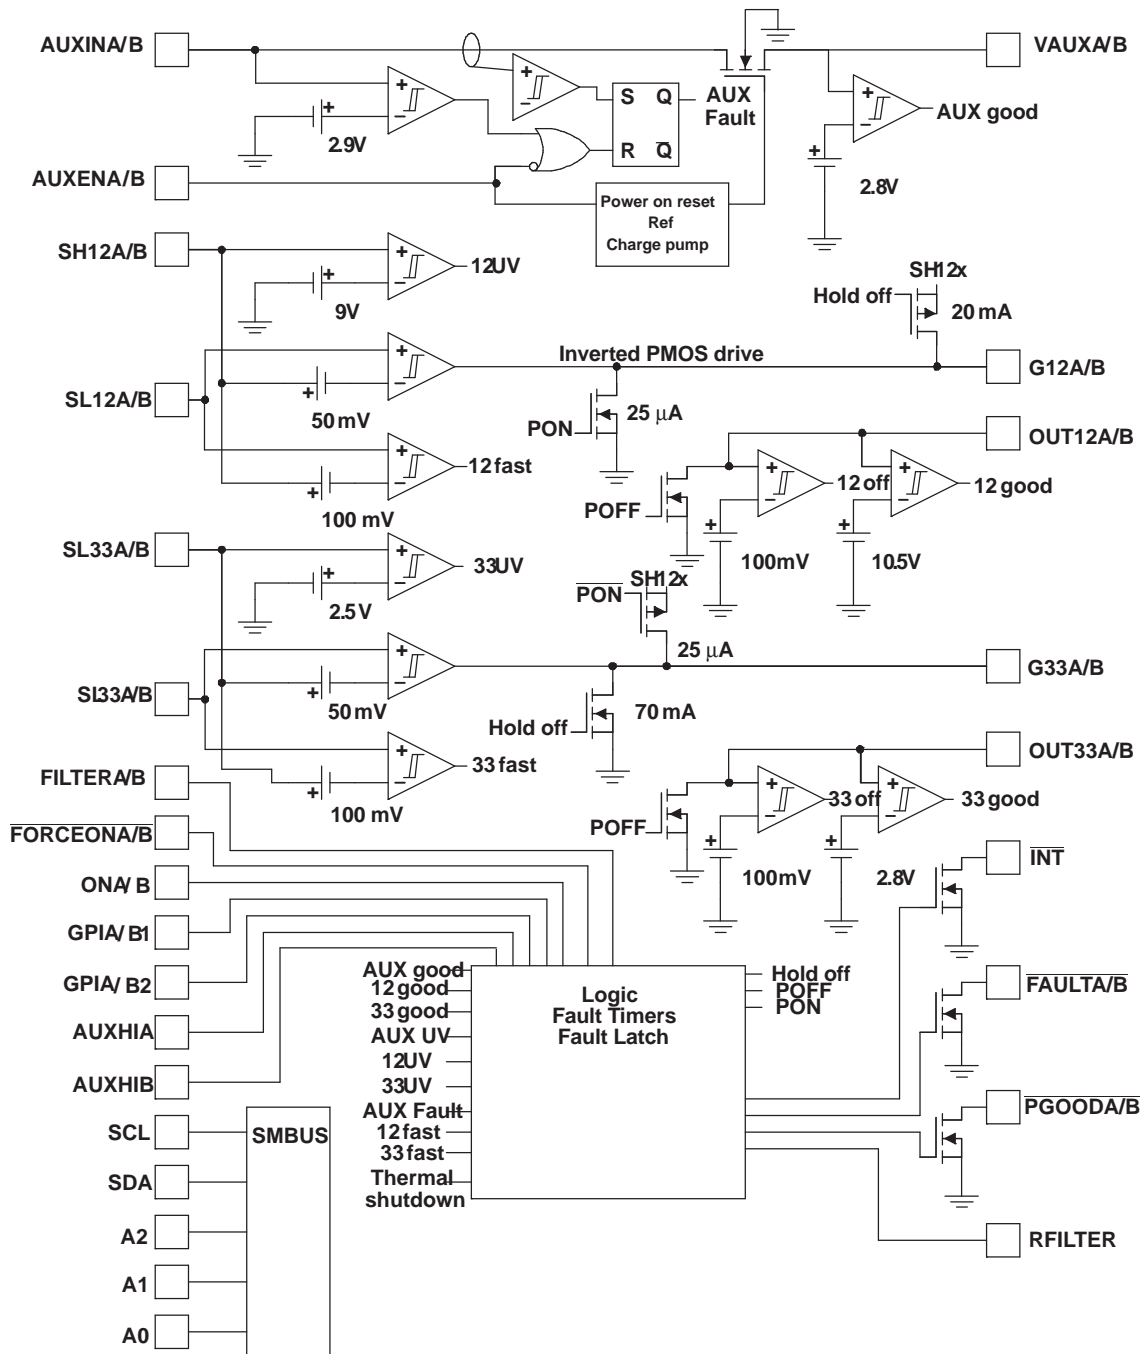 AUXINA/B
VAUXA/B
+
−
S Q
R Q̅
AUX
Fault
+
−
AUX good
+
2.9V
+
2.8V
AUXENA/B
Power on reset
Ref
Charge pump
SH12A/B
+
−
12UV
+
9V
SH12x
Hold off
20 mA
Inverted PMOS drive
+
−
G12A/B
SL12A/B
+
50 mV
25 µA
PON
OUT12A/B
+
−
12 fast
+
100 mV
POFF
+
−
12 off
+
−
12 good
+
100mV
+
10.5V
SL33A/B
+
−
33UV
+
2.5V
SH12x
P̅O̅N̅
25 µA
+
−
G33A/B
SL33A/B
+
50 mV
Hold off
70 mA
OUT33A/B
+
−
33 fast
+
100 mV
FILTERA/B
POFF
+
−
33 off
+
−
33 good
+
100mV
+
2.8V
F̅O̅R̅C̅E̅O̅N̅A̅/̅B̅
I̅N̅T̅
ONA/B
GPIA/B1
GPIA/B2
AUXHIA
AUXHIB
AUX good
12 good
33 good
AUX UV
12UV
33UV
AUX Fault
12 fast
33 fast
Thermal
shutdown
Logic
Fault Timers
Fault Latch
Hold off
POFF
PON
F̅A̅U̅L̅T̅A̅/̅B̅
P̅G̅O̅O̅D̅A̅/̅B̅
RFILTER
SCL
SMBUS
SDA
A2
A1
A0